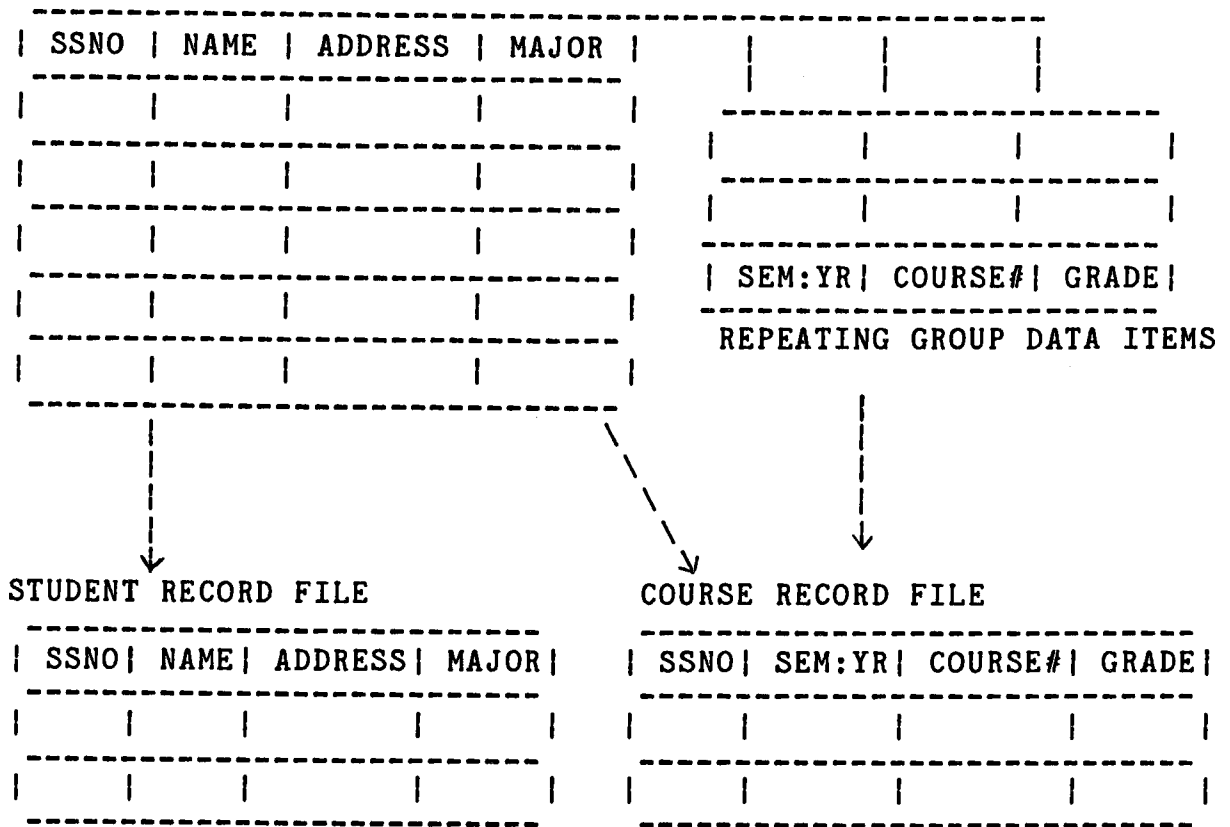 | SSNO | NAME | ADDRESS | MAJOR |
| SEM:YR| COURSE#| GRADE|
REPEATING GROUP DATA ITEMS
STUDENT RECORD FILE
COURSE RECORD FILE
| SSNO| NAME| ADDRESS| MAJOR|
| SSNO| SEM:YR| COURSE#| GRADE|